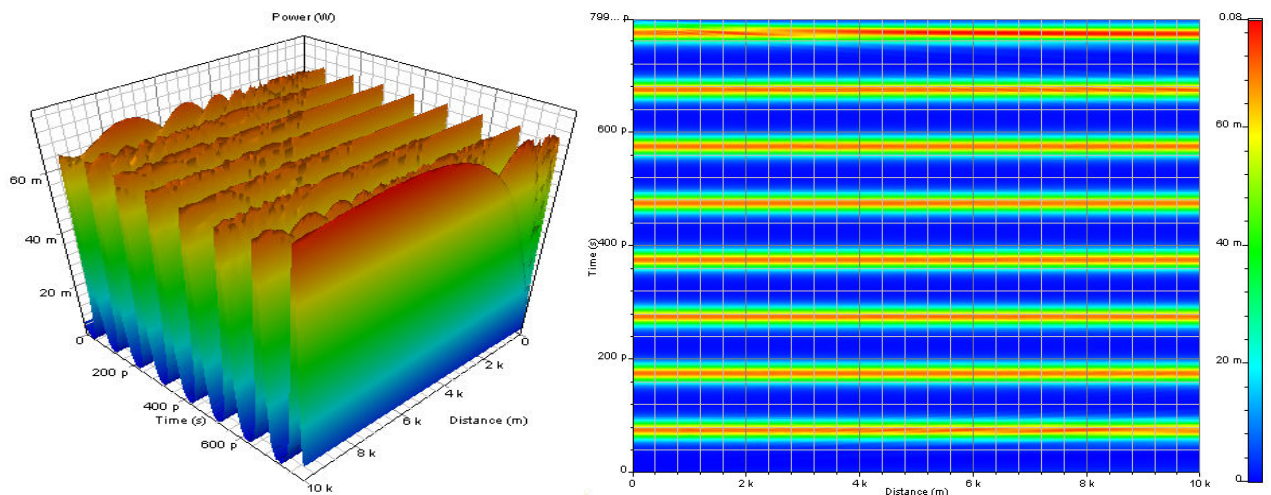 Power (W)
60 m
40 m
20 m
0
200 p
400 p
Time (s)
600 p
0
2 k
4 k
6 k
Distance (m)
8 k
10 k
799... p
600 p
400 p
Time (s)
200 p
0
0
2 k
4 k
6 k
8 k
10 k
Distance (m)
0.08
60 m
40 m
20 m
0